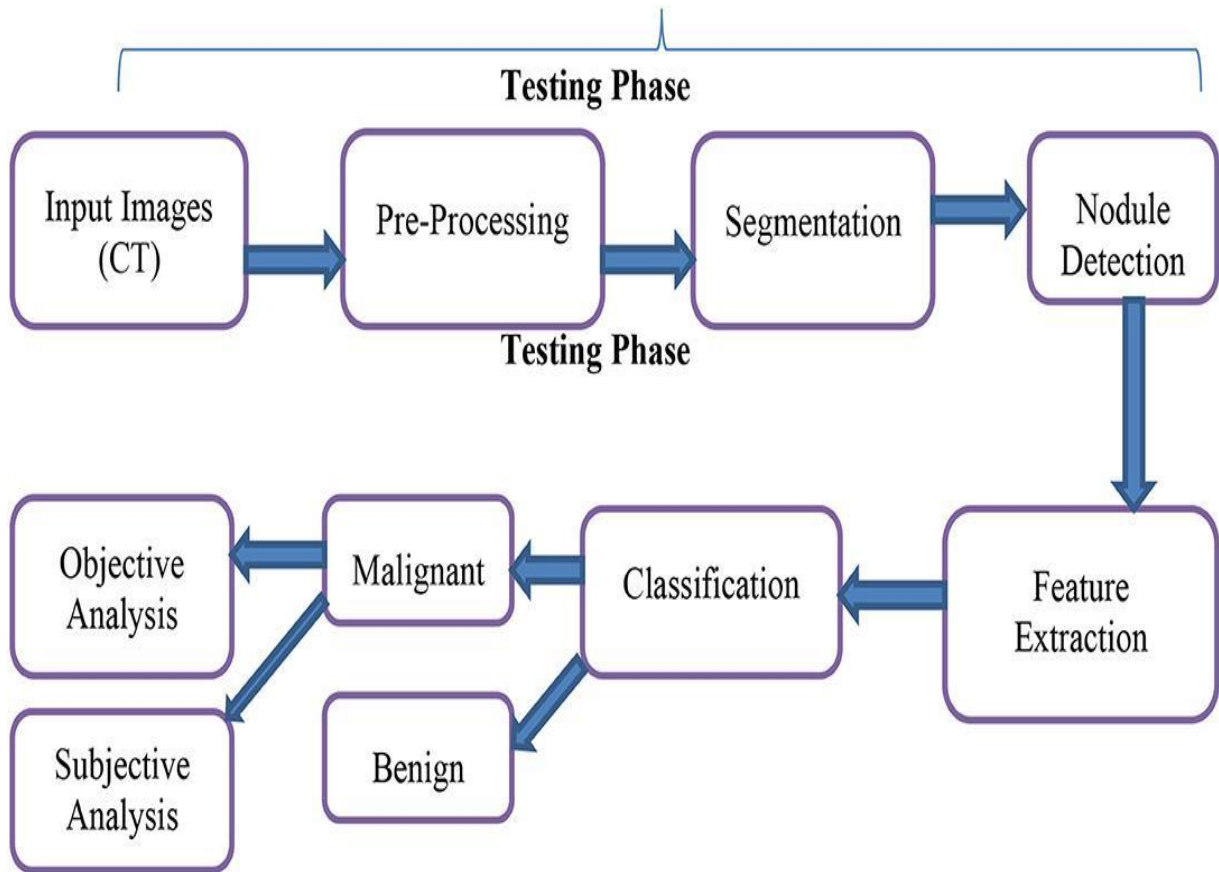 Testing Phase
Input Images
(CT)
Pre-Processing
Segmentation
Nodule
Detection
Testing Phase
Objective
Analysis
Malignant
Classification
Feature
Extraction
Subjective
Analysis
Benign